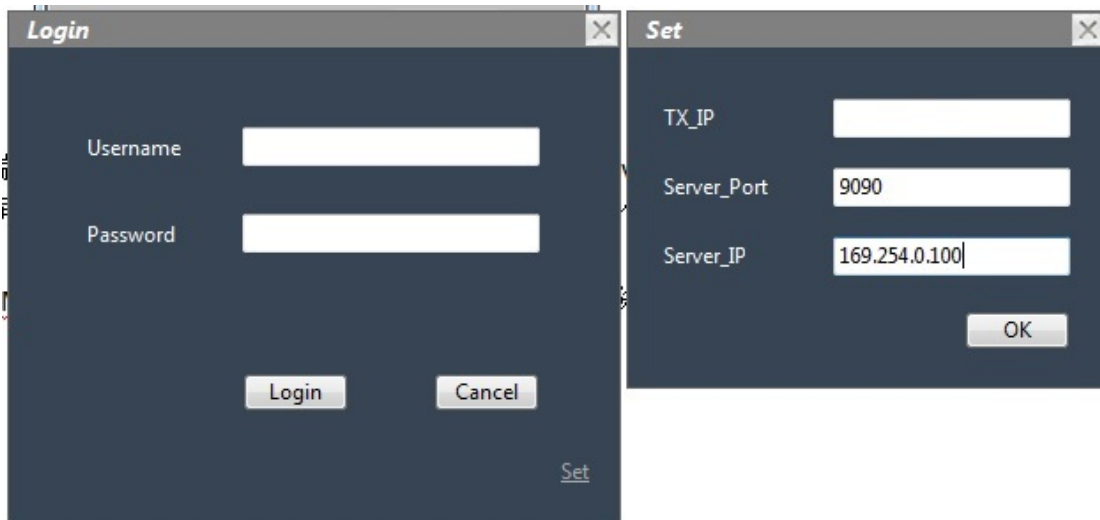 Login
Username
Password
Login
Cancel
Set
Set
TX_IP
Server_Port
9090
Server_IP
169.254.0.100
OK